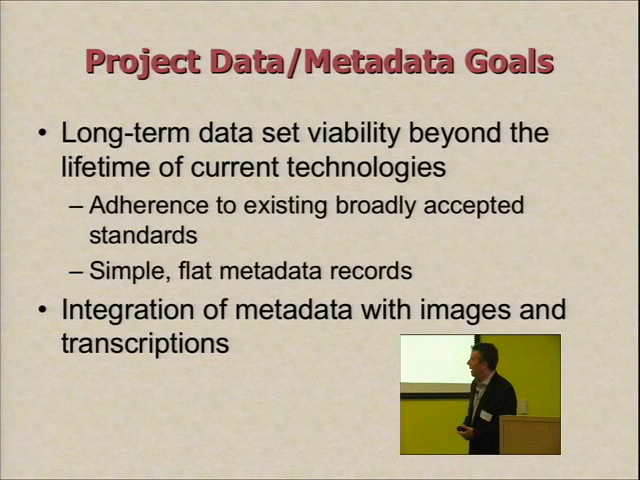 Project Data/Metadata Goals
• Long-term data set viability beyond the
lifetime of current technologies
– Adherence to existing broadly accepted
standards
– Simple, flat metadata records
• Integration of metadata with images and
transcriptions